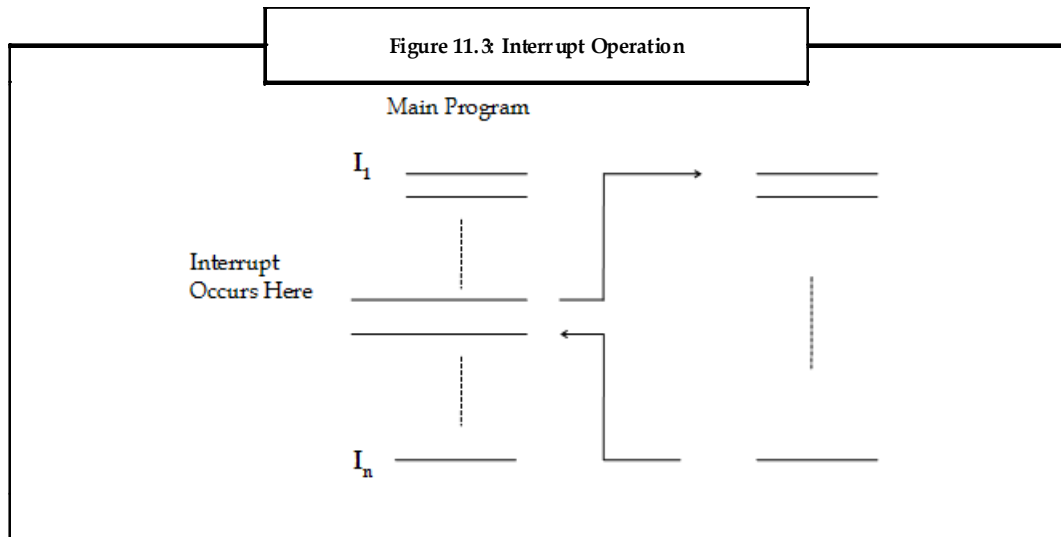 Figure 11.3: Interrupt Operation
Main Program
I1
Interrupt
Occurs Here
In